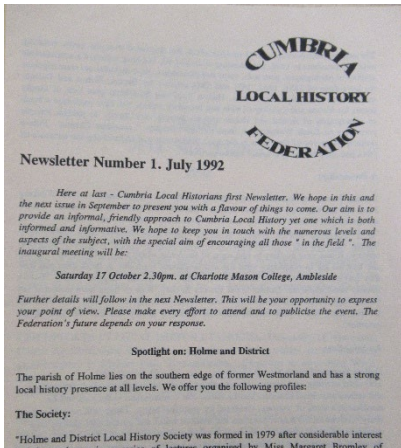 CUMBRIA
LOCAL HISTORY
FEDERATION
Newsletter Number 1. July 1992
Here at last - Cumbria Local Historians first Newsletter. We hope in this and
the next issue in September to present you with a flavour of things to come. Our aim is to
provide an informal, friendly approach to Cumbria Local History yet one which is both
informed and informative. We hope to keep you in touch with the numerous levels and
aspects of the subject, with the special aim of encouraging all those " in the field ". The
inaugural meeting will be:
Saturday 17 October 2.30pm. at Charlotte Mason College, Ambleside
Further details will follow in the next Newsletter. This will be your opportunity to express
your point of view. Please make every effort to attend and to publicise the event. The
Federation's future depends on your response.
Spotlight on: Holme and District
The parish of Holme lies on the southern edge of former Westmorland and has a strong
local history presence at all levels. We offer you the following profiles:
The Society:
"Holme and District Local History Society was formed in 1979 after considerable interest
of lectures organised by Miss Margaret Bromley of